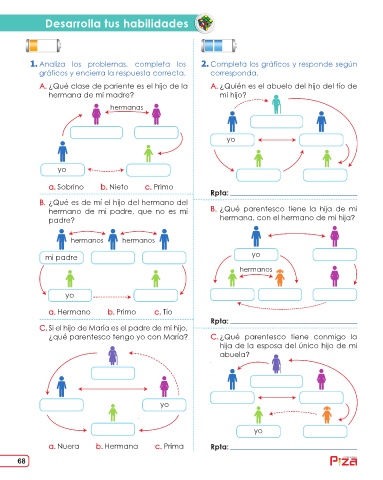 Desarrolla tus habilidades
1. Analiza los problemas, completa los
gráficos y encierra la respuesta correcta.
A. ¿Qué clase de pariente es el hijo de la
hermana de mi madre?
hermanas
yo
a. Sobrino b. Nieto c. Primo
B. ¿Qué es de mí el hijo del hermano del
hermano de mi padre, que no es mi
padre?
hermanos hermanos
mi padre
yo
a. Hermano b. Primo c. Tío
C. Si el hijo de María es el padre de mi hijo,
¿qué parentesco tengo yo con María?
yo
a. Nuera b. Hermana c. Prima
2. Completa los gráficos y responde según
corresponda.
A. ¿Quién es el abuelo del hijo del tío de
mi hijo?
yo
Rpta:
B. ¿Qué parentesco tiene la hija de mi
hermana, con el hermano de mi hija?
yo
hermanos
Rpta:
C. ¿Qué parentesco tiene conmigo la
hija de la esposa del único hijo de mi
abuela?
yo
Rpta:
68